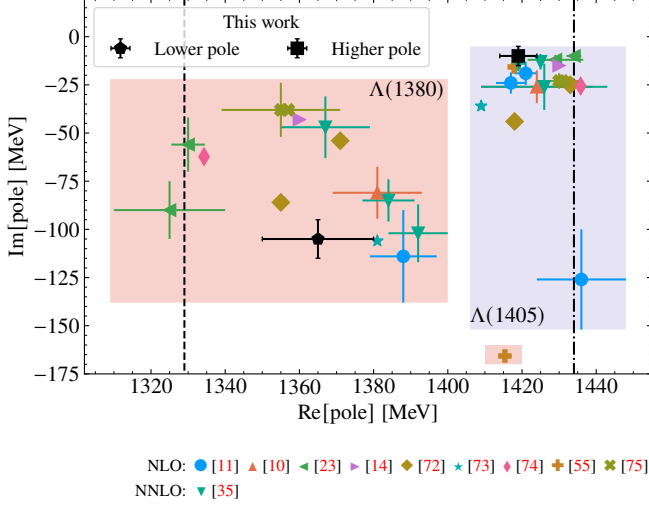 This work
Lower pole Higher pole
Λ(1380)
Λ(1405)
0
−25
−50
−75
−100
−125
−150
−175
Im[pole] [MeV]
1320 1340 1360 1380 1400 1420 1440
Re[pole] [MeV]
NLO: [11] [10] [23] [14] [72] [73] [74] [55] [75]
NNLO: [35]